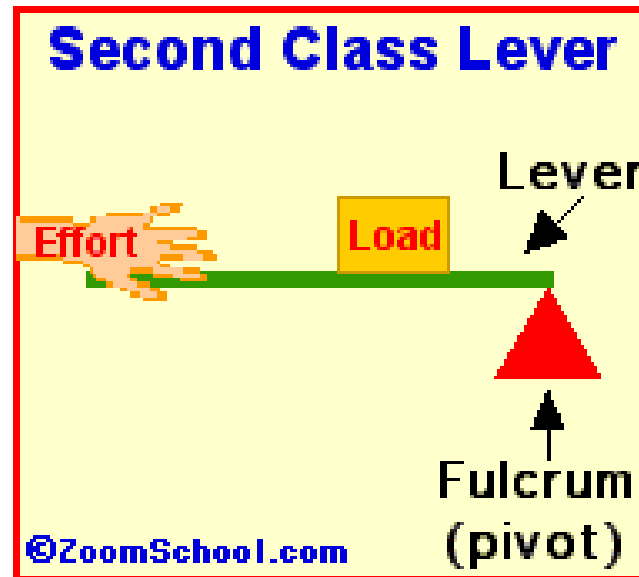 Second Class Lever
Lever
Effort
Load
Fulcrum
(pivot)
©ZoomSchool.com